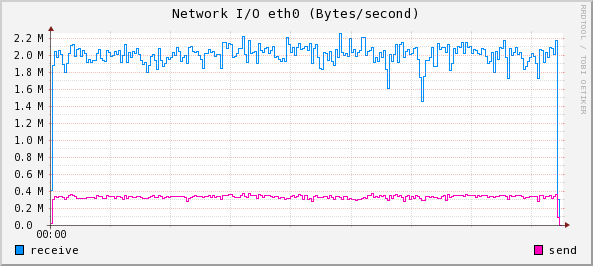 Network I/O eth0 (Bytes/second)
RRDTOOL / TOBI OETIKER
2.2 M
2.0 M
1.8 M
1.6 M
1.4 M
1.2 M
1.0 M
0.8 M
0.6 M
0.4 M
0.2 M
0.0
00:00
receive
send